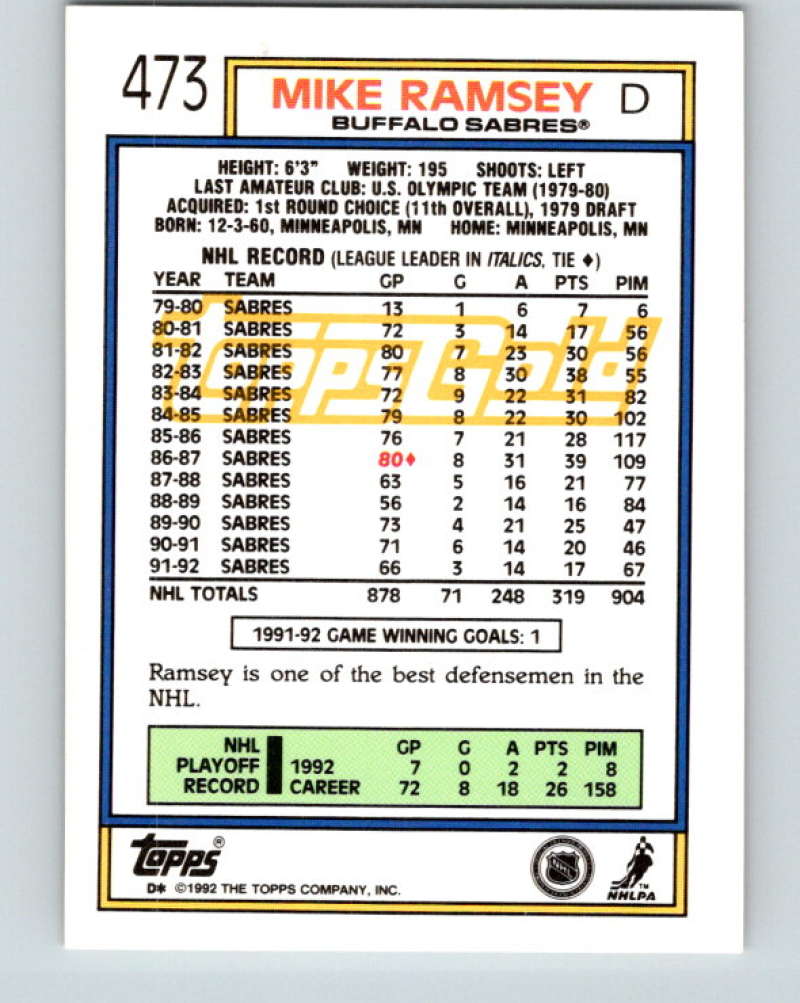 473
MIKE RAMSEY D
BUFFALO SABRES®
HEIGHT: 6'3" WEIGHT: 195 SHOOTS: LEFT
LAST AMATEUR CLUB: U.S. OLYMPIC TEAM (1979-80)
ACQUIRED: 1st ROUND CHOICE (11th OVERALL), 1979 DRAFT
BORN: 12-3-60, MINNEAPOLIS, MN HOME: MINNEAPOLIS, MN
NHL RECORD (LEAGUE LEADER IN ITALICS, TIE ♦)
YEAR TEAM GP G A PTS PIM
79-80 SABRES 13 1 6 7 6
80-81 SABRES 72 3 14 17 56
81-82 SABRES 80 7 23 30 56
82-83 SABRES 77 8 30 38 55
83-84 SABRES 72 9 22 31 82
84-85 SABRES 79 8 22 30 102
85-86 SABRES 76 7 21 28 117
86-87 SABRES 80♦ 8 31 39 109
87-88 SABRES 63 5 16 21 77
88-89 SABRES 56 2 14 16 84
89-90 SABRES 73 4 21 25 47
90-91 SABRES 71 6 14 20 46
91-92 SABRES 66 3 14 17 67
NHL TOTALS 878 71 248 319 904
ToppsGold
1991-92 GAME WINNING GOALS: 1
Ramsey is one of the best defensemen in the
NHL.
NHL GP G A PTS PIM
PLAYOFF 1992 7 0 2 2 8
RECORD CAREER 72 8 18 26 158
TOPPS®
D* ©1992 THE TOPPS COMPANY, INC.
NHL
TM
NHLPA